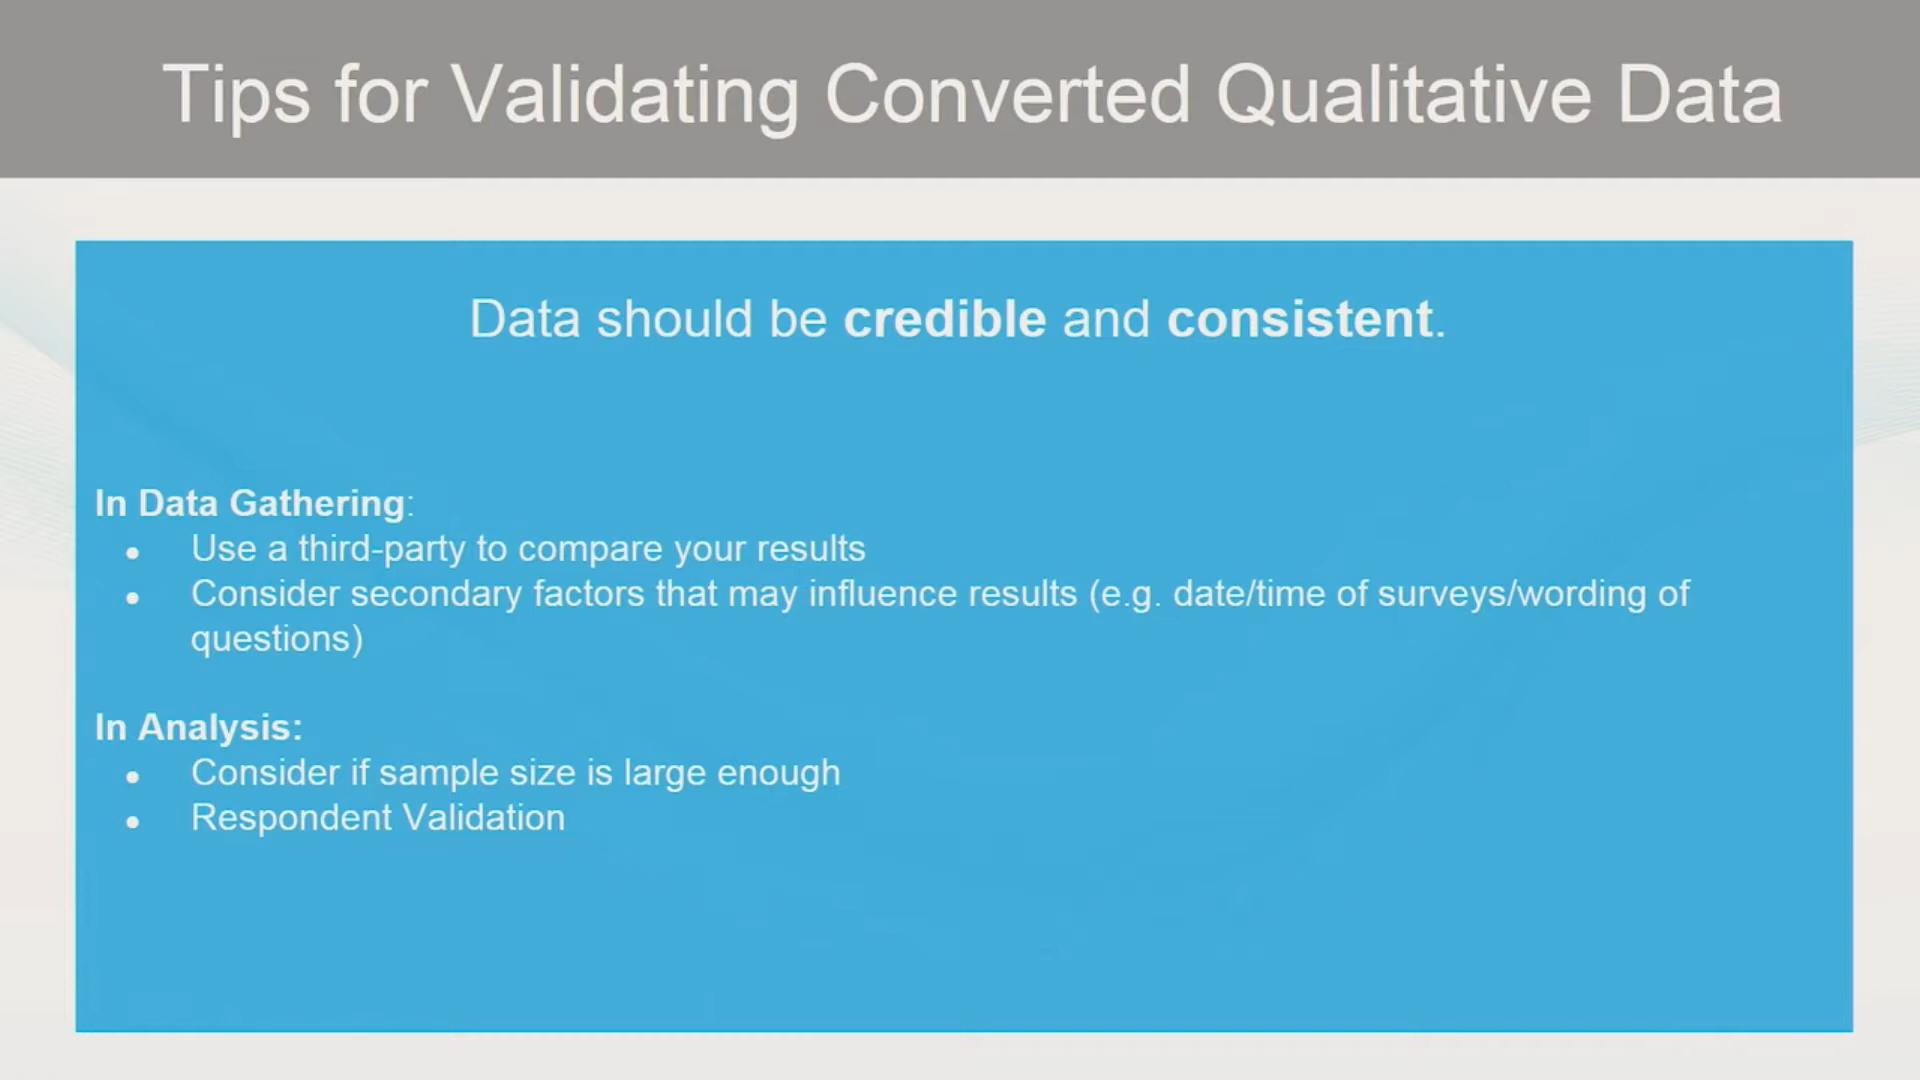 Tips for Validating Converted Qualitative Data
Data should be credible and consistent.
In Data Gathering:
● Use a third-party to compare your results
● Consider secondary factors that may influence results (e.g. date/time of surveys/wording of
questions)
In Analysis:
● Consider if sample size is large enough
● Respondent Validation